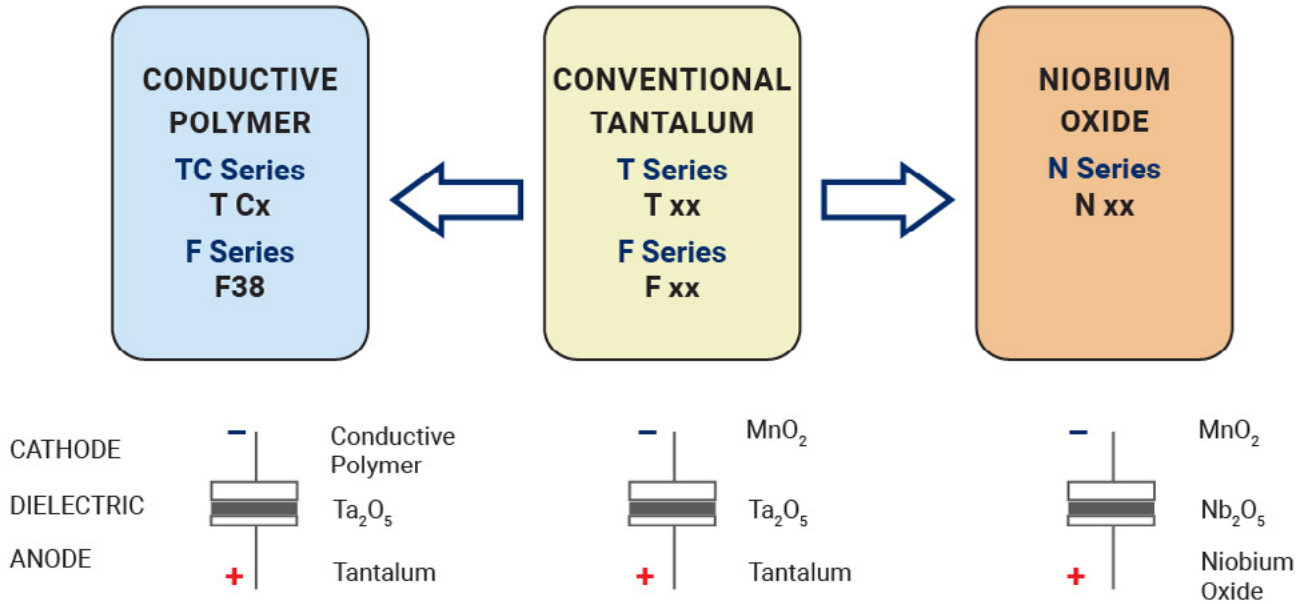 CONDUCTIVE
POLYMER
TC Series
T Cx
F Series
F38
CONVENTIONAL
TANTALUM
T Series
T xx
F Series
F xx
NIOBIUM
OXIDE
N Series
N xx
CATHODE
DIELECTRIC
ANODE
−
Conductive
Polymer
Ta₂O₅
+
Tantalum
−
MnO₂
Ta₂O₅
+
Tantalum
−
MnO₂
Nb₂O₅
+
Niobium
Oxide